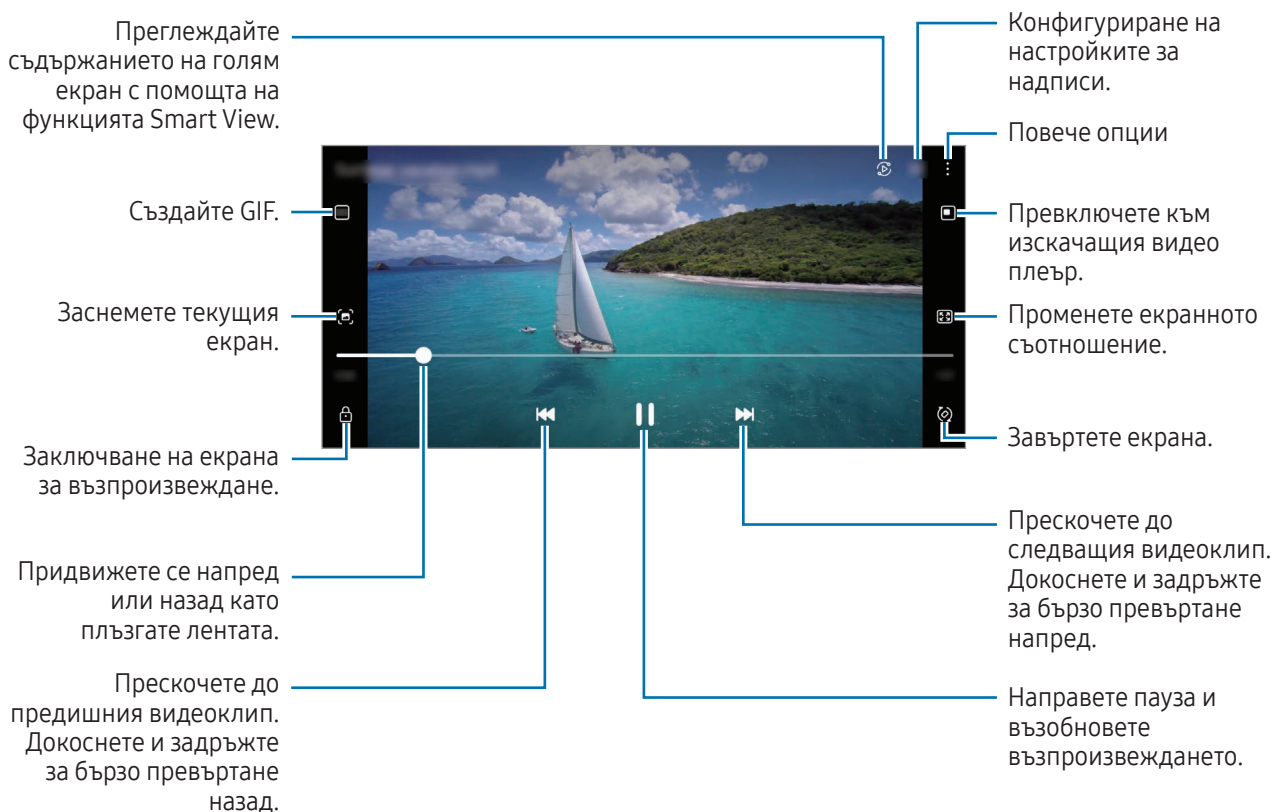 Преглеждайте
съдържанието на голям
екран с помощта на
функцията Smart View.
Създайте GIF.
Заснемете текущия
екран.
Заключване на екрана
за възпроизвеждане.
Придвижете се напред
или назад като
плъзгате лентата.
Прескочете до
предишния видеоклип.
Докоснете и задръжте
за бързо превъртане
назад.
Конфигуриране на
настройките за
надписи.
Повече опции
Превключете към
изскачащия видео
плеър.
Променете екранното
съотношение.
Завъртете екрана.
Прескочете до
следващия видеоклип.
Докоснете и задръжте
за бързо превъртане
напред.
Направете пауза и
възобновете
възпроизвеждането.